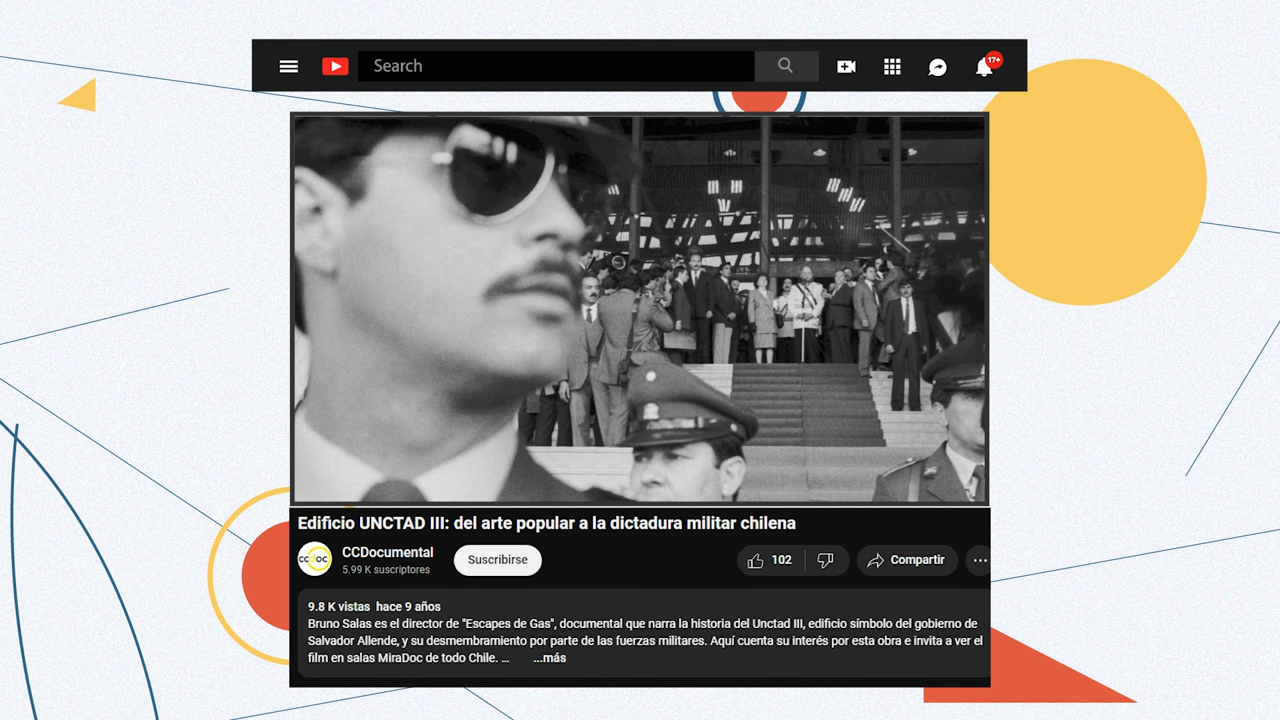 Search
17+
Edificio UNCTAD III: del arte popular a la dictadura militar chilena
ccdoc
CCDocumental
5.99 K suscriptores
Suscribirse
102
Compartir
9.8 K vistas hace 9 años
Bruno Salas es el director de "Escapes de Gas", documental que narra la historia del Unctad III, edificio símbolo del gobierno de
Salvador Allende, y su desmembramiento por parte de las fuerzas militares. Aquí cuenta su interés por esta obra e invita a ver el
film en salas MiraDoc de todo Chile. ... ...más